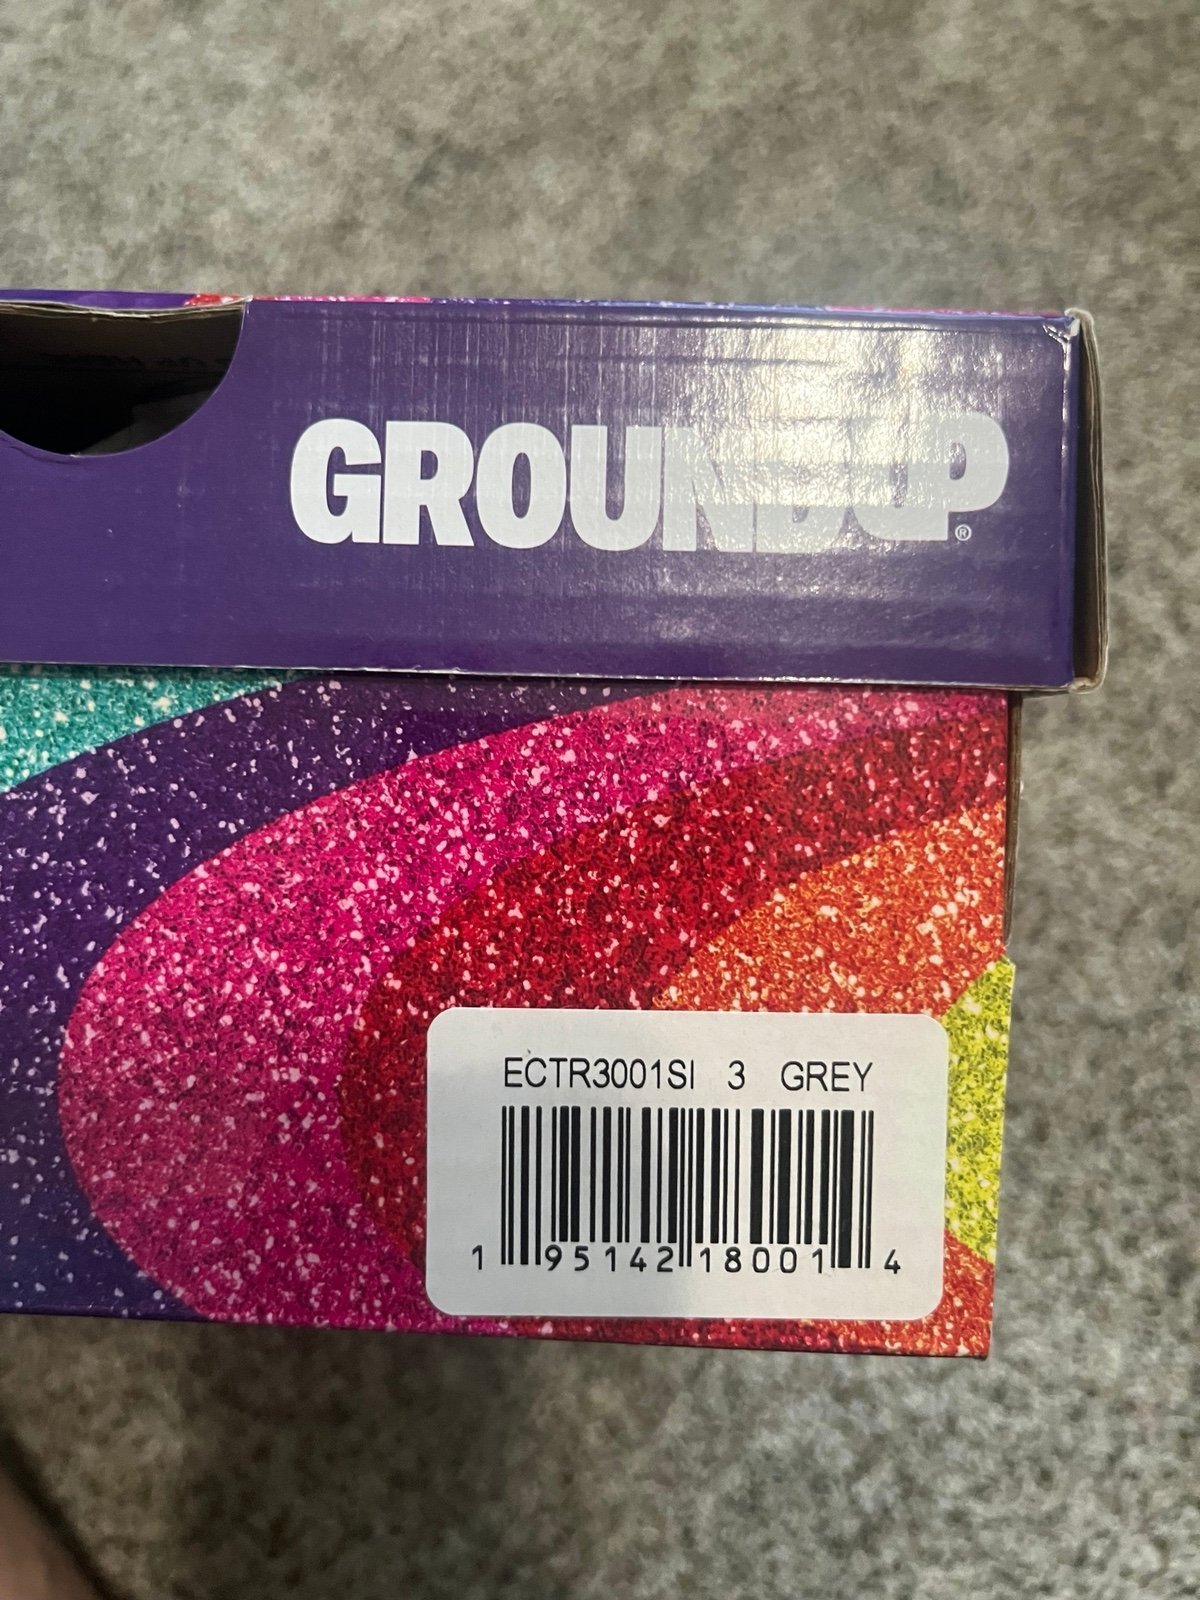 GROUNDUP®
ECTR3001SI 3 GREY
1 95142 18001 4